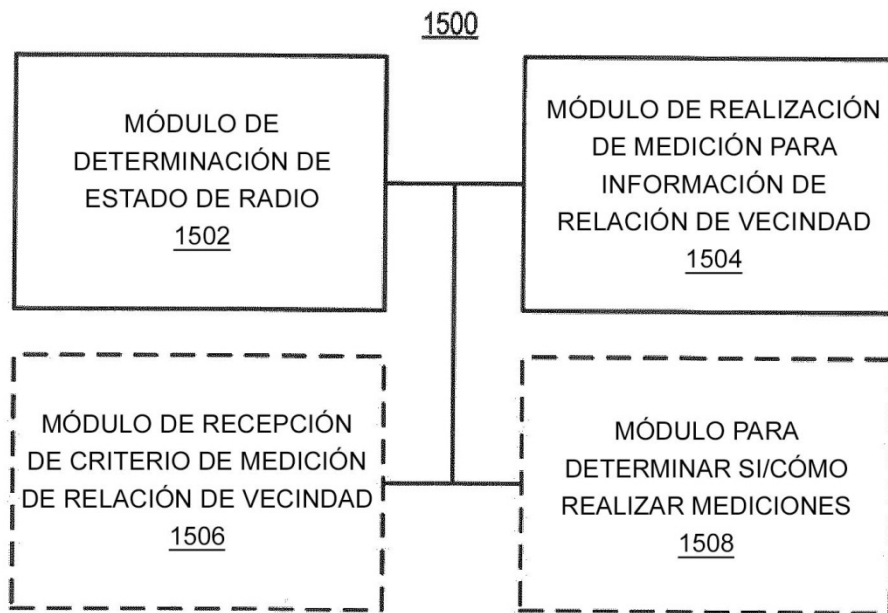 1500
MÓDULO DE
DETERMINACIÓN DE
ESTADO DE RADIO
1502
MÓDULO DE REALIZACIÓN
DE MEDICIÓN PARA
INFORMACIÓN DE
RELACIÓN DE VECINDAD
1504
MÓDULO DE RECEPCIÓN
DE CRITERIO DE MEDICIÓN
DE RELACIÓN DE VECINDAD
1506
MÓDULO PARA
DETERMINAR SI/CÓMO
REALIZAR MEDICIONES
1508